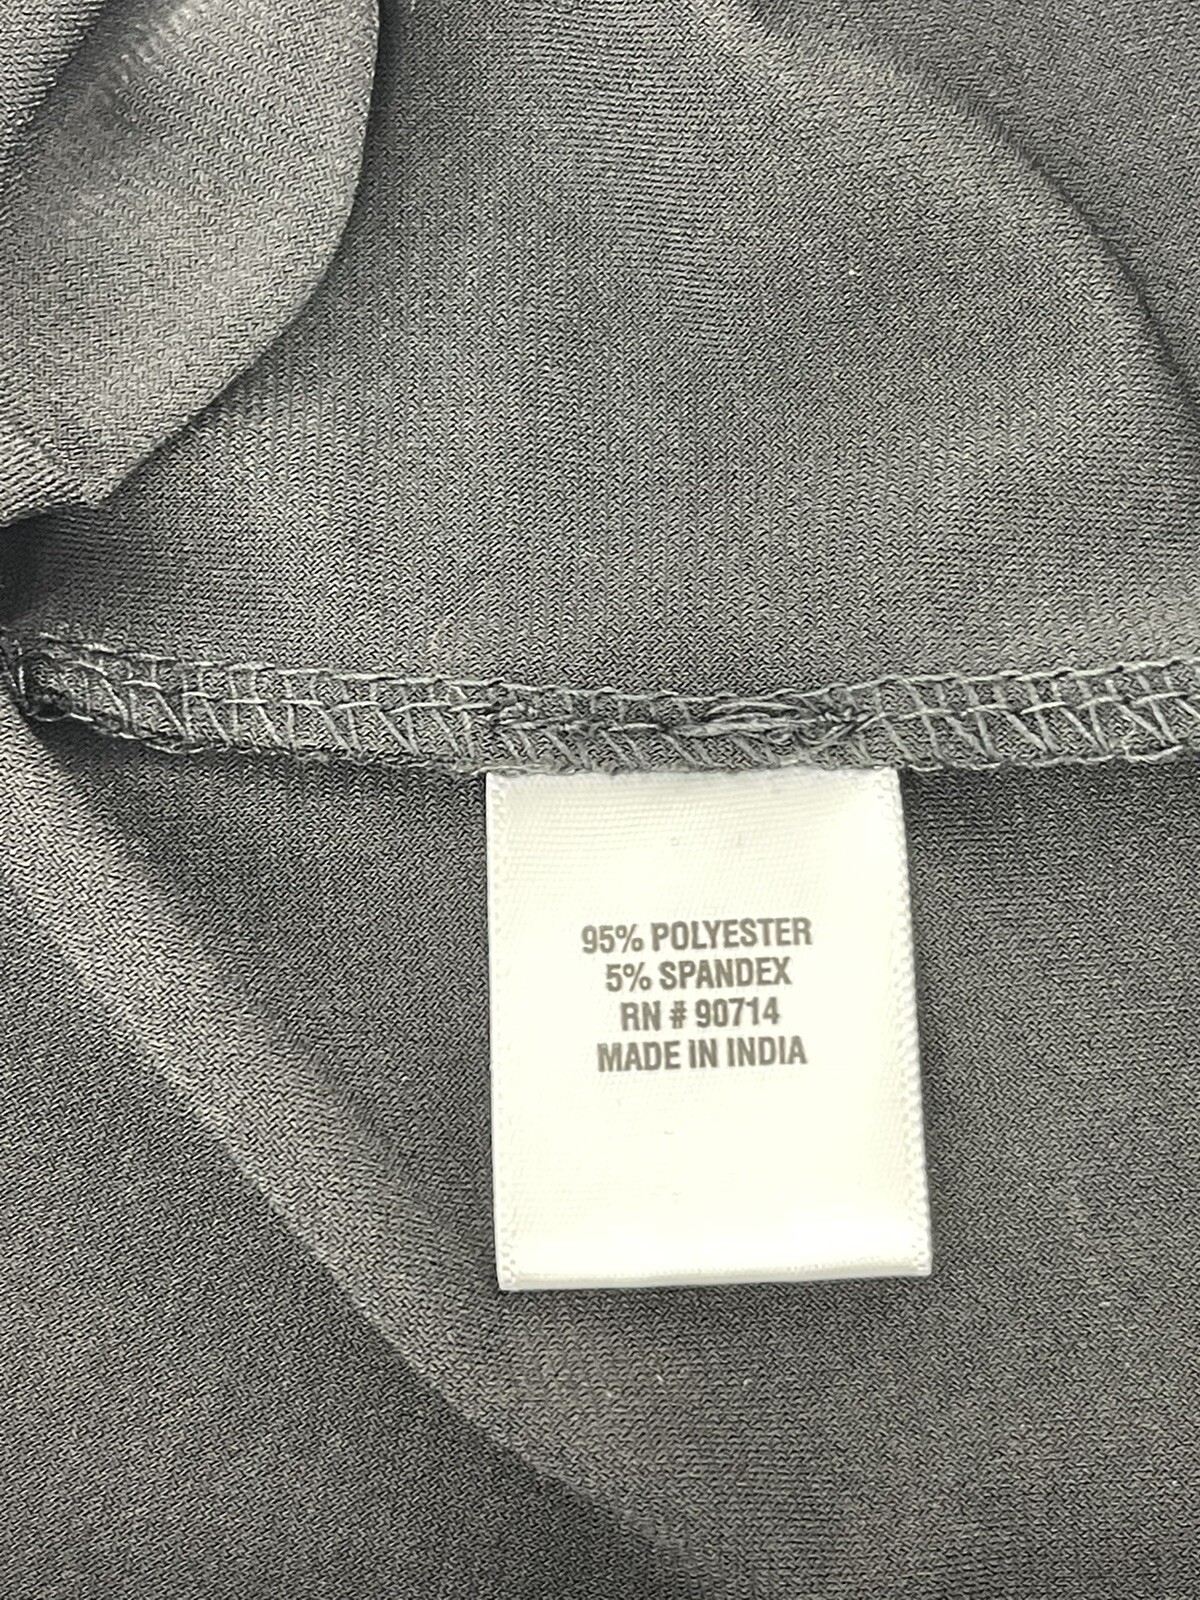 95% POLYESTER
5% SPANDEX
RN # 90714
MADE IN INDIA